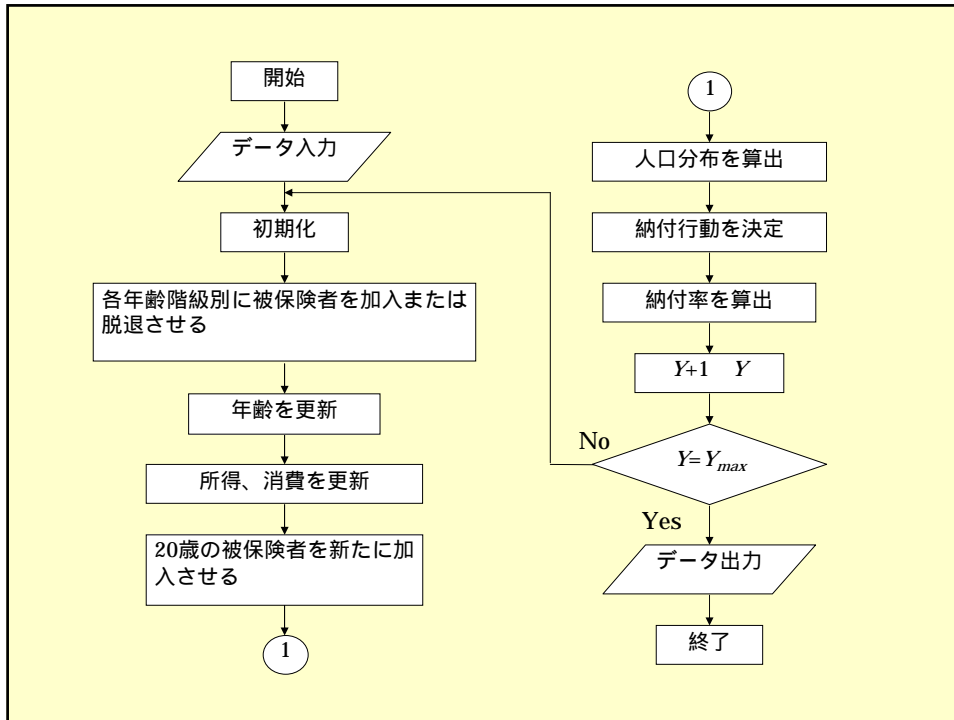 開始
データ入力
初期化
各年齢階級別に被保険者を加入または
脱退させる
年齢を更新
所得、消費を更新
20歳の被保険者を新たに加
入させる
1
1
人口分布を算出
納付行動を決定
納付率を算出
Y+1 Y
Y=Ymax
No
Yes
データ出力
終了